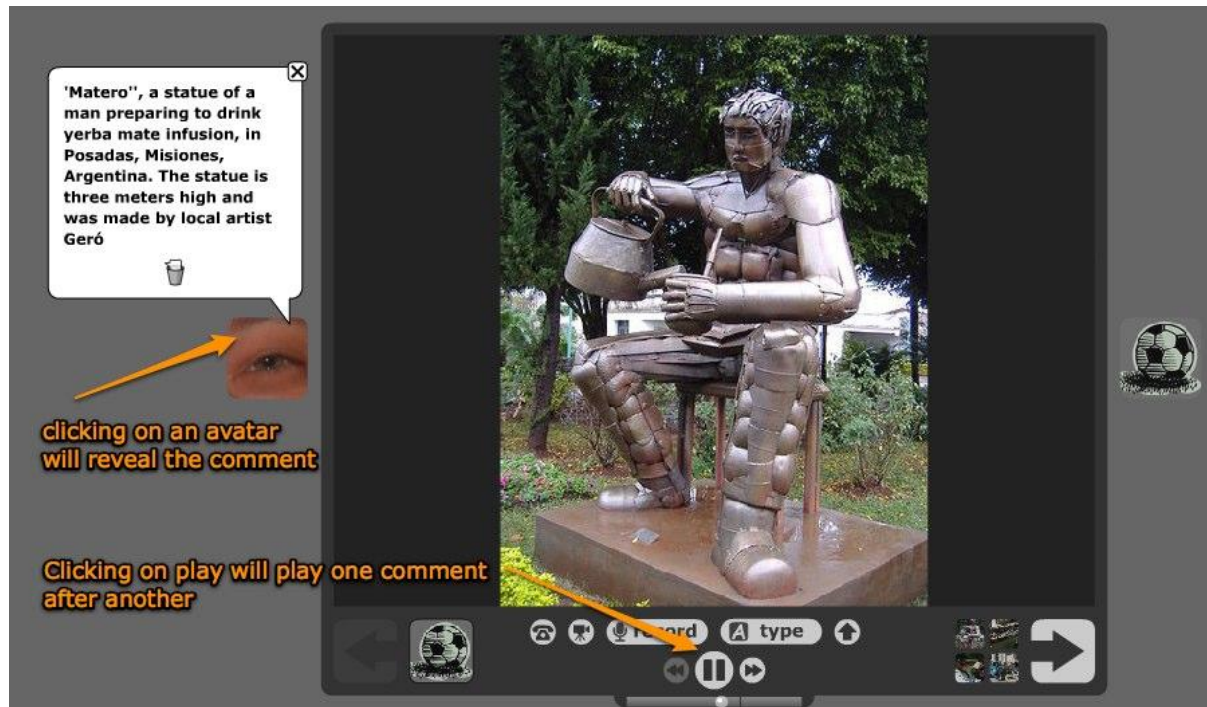 'Matero'', a statue of a
man preparing to drink
yerba mate infusion, in
Posadas, Misiones,
Argentina. The statue is
three meters high and
was made by local artist
Geró
clicking on an avatar
will reveal the comment
Clicking on play will play one comment
after another
record
A type